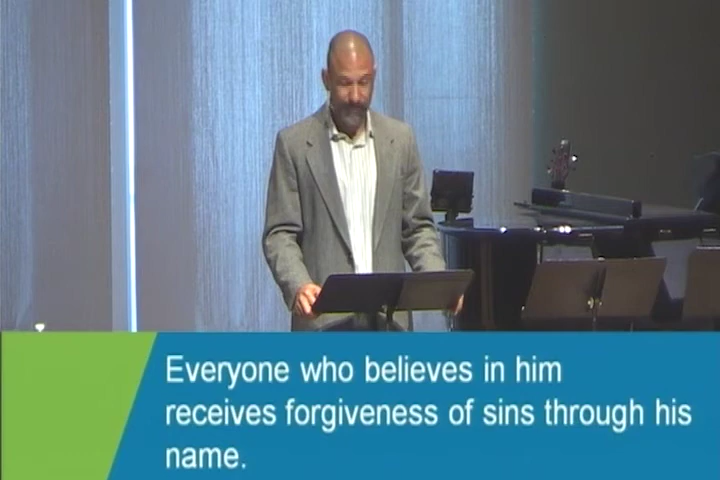 Everyone who believes in him
receives forgiveness of sins through his
name.